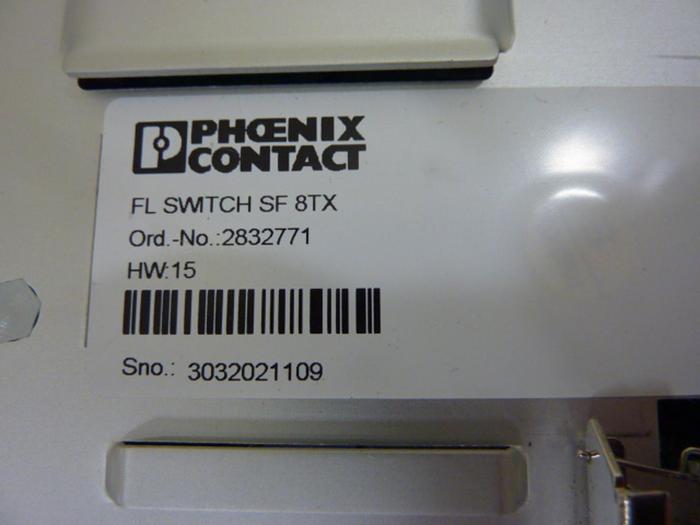 PHŒNIX
CONTACT
FL SWITCH SF 8TX
Ord.-No.:2832771
HW:15
Sno.: 3032021109